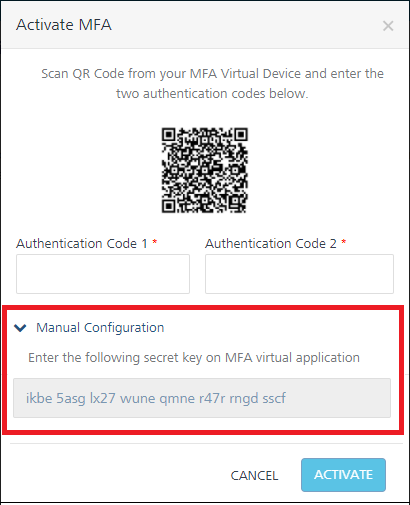 Activate MFA
Scan QR Code from your MFA Virtual Device and enter the
two authentication codes below.
Authentication Code 1 *
Authentication Code 2 *
Manual Configuration
Enter the following secret key on MFA virtual application
ikbe 5asg lx27 wune qmne r47r rngd sscf
CANCEL
ACTIVATE